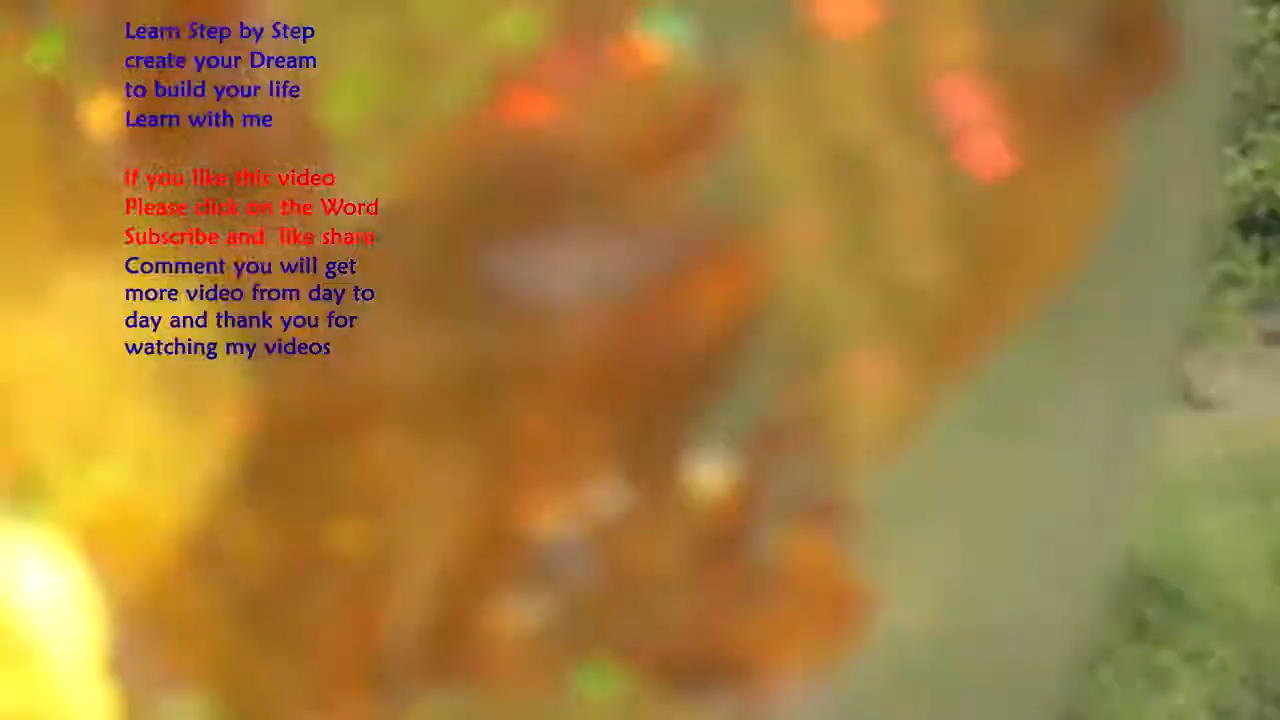 Learn Step by Step
create your Dream
to build your life
Learn with me
If you like this video
Please click on the Word
Subscribe and like share
Comment you will get
more video from day to
day and thank you for
watching my videos